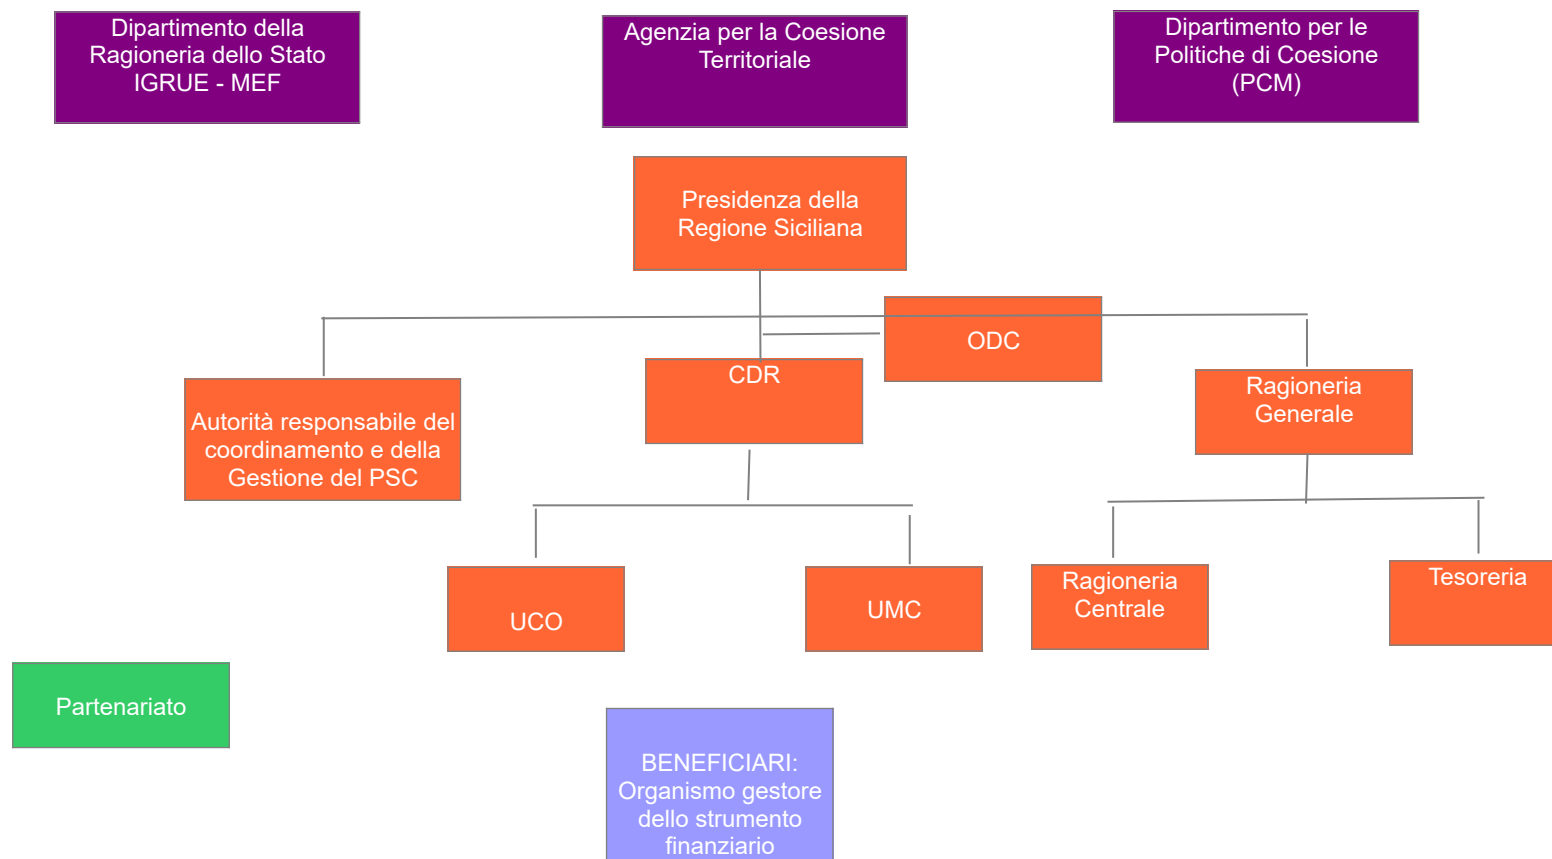 Dipartimento della
Ragioneria dello Stato
IGRUE - MEF
Agenzia per la Coesione
Territoriale
Dipartimento per le
Politiche di Coesione
(PCM)
Presidenza della
Regione Siciliana
ODC
CDR
Autorità responsabile del
coordinamento e della
Gestione del PSC
Ragioneria
Generale
UCO
UMC
Ragioneria
Centrale
Tesoreria
Partenariato
BENEFICIARI:
Organismo gestore
dello strumento
finanziario